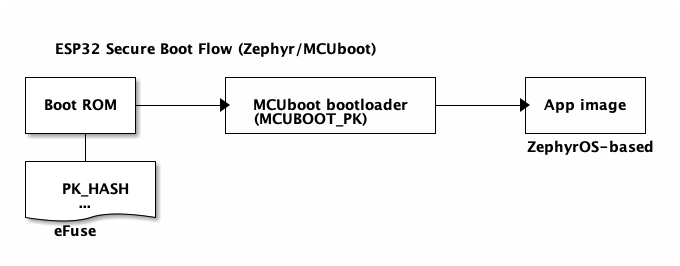 ESP32 Secure Boot Flow (Zephyr/MCUboot)
Boot ROM
MCUboot bootloader
(MCUBOOT_PK)
App image
ZephyrOS-based
PK_HASH
...
eFuse